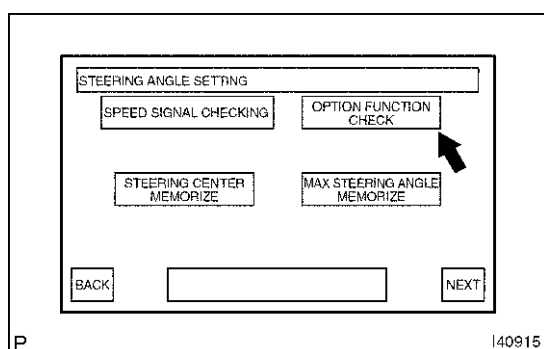 STEERING ANGLE SETTING
SPEED SIGNAL CHECKING
OPTION FUNCTION
CHECK
STEERING CENTER
MEMORIZE
MAX STEERING ANGLE
MEMORIZE
BACK
NEXT
P
I40915